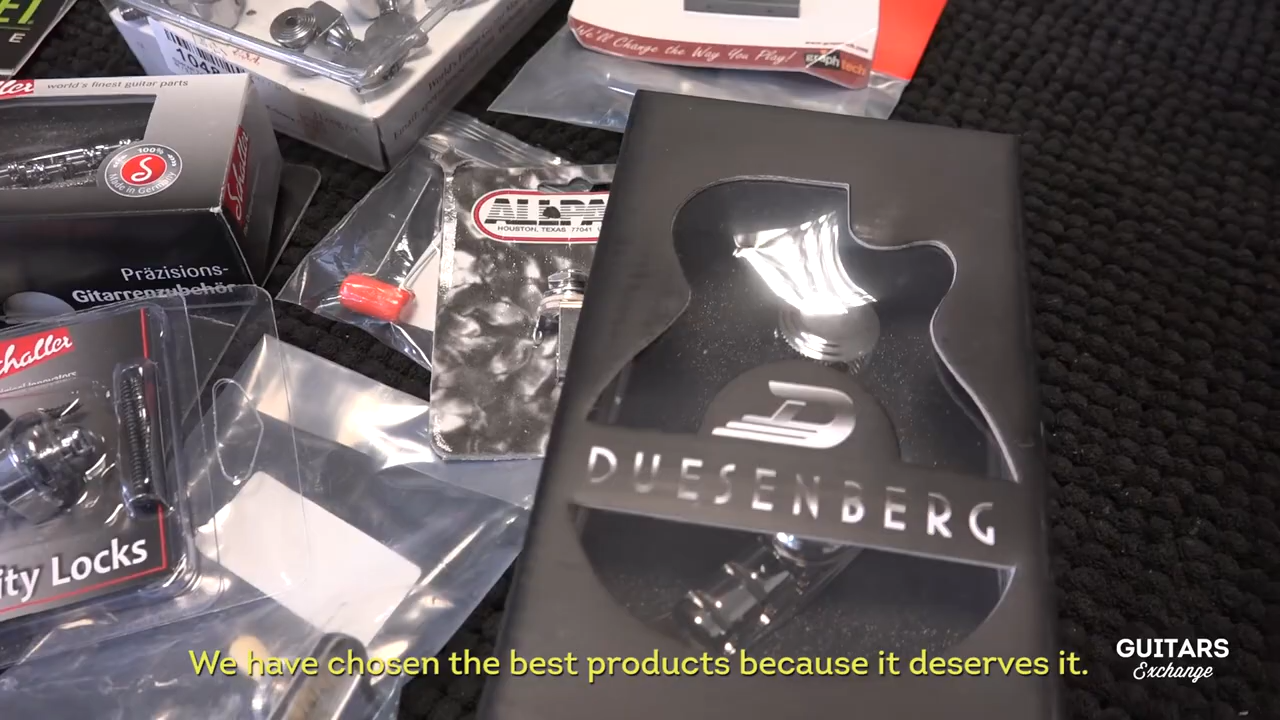 world's finest guitar parts
100%
Made in Germany
S
Schaller
Präzisions-
Gitarrenzubehör
ity Locks
We'll Change the Way You Play!
graphtech
ALLPA
HOUSTON, TEXAS 77041
D
DUESENBERG
We have chosen the best products because it deserves it.
GUITARS
Exchange